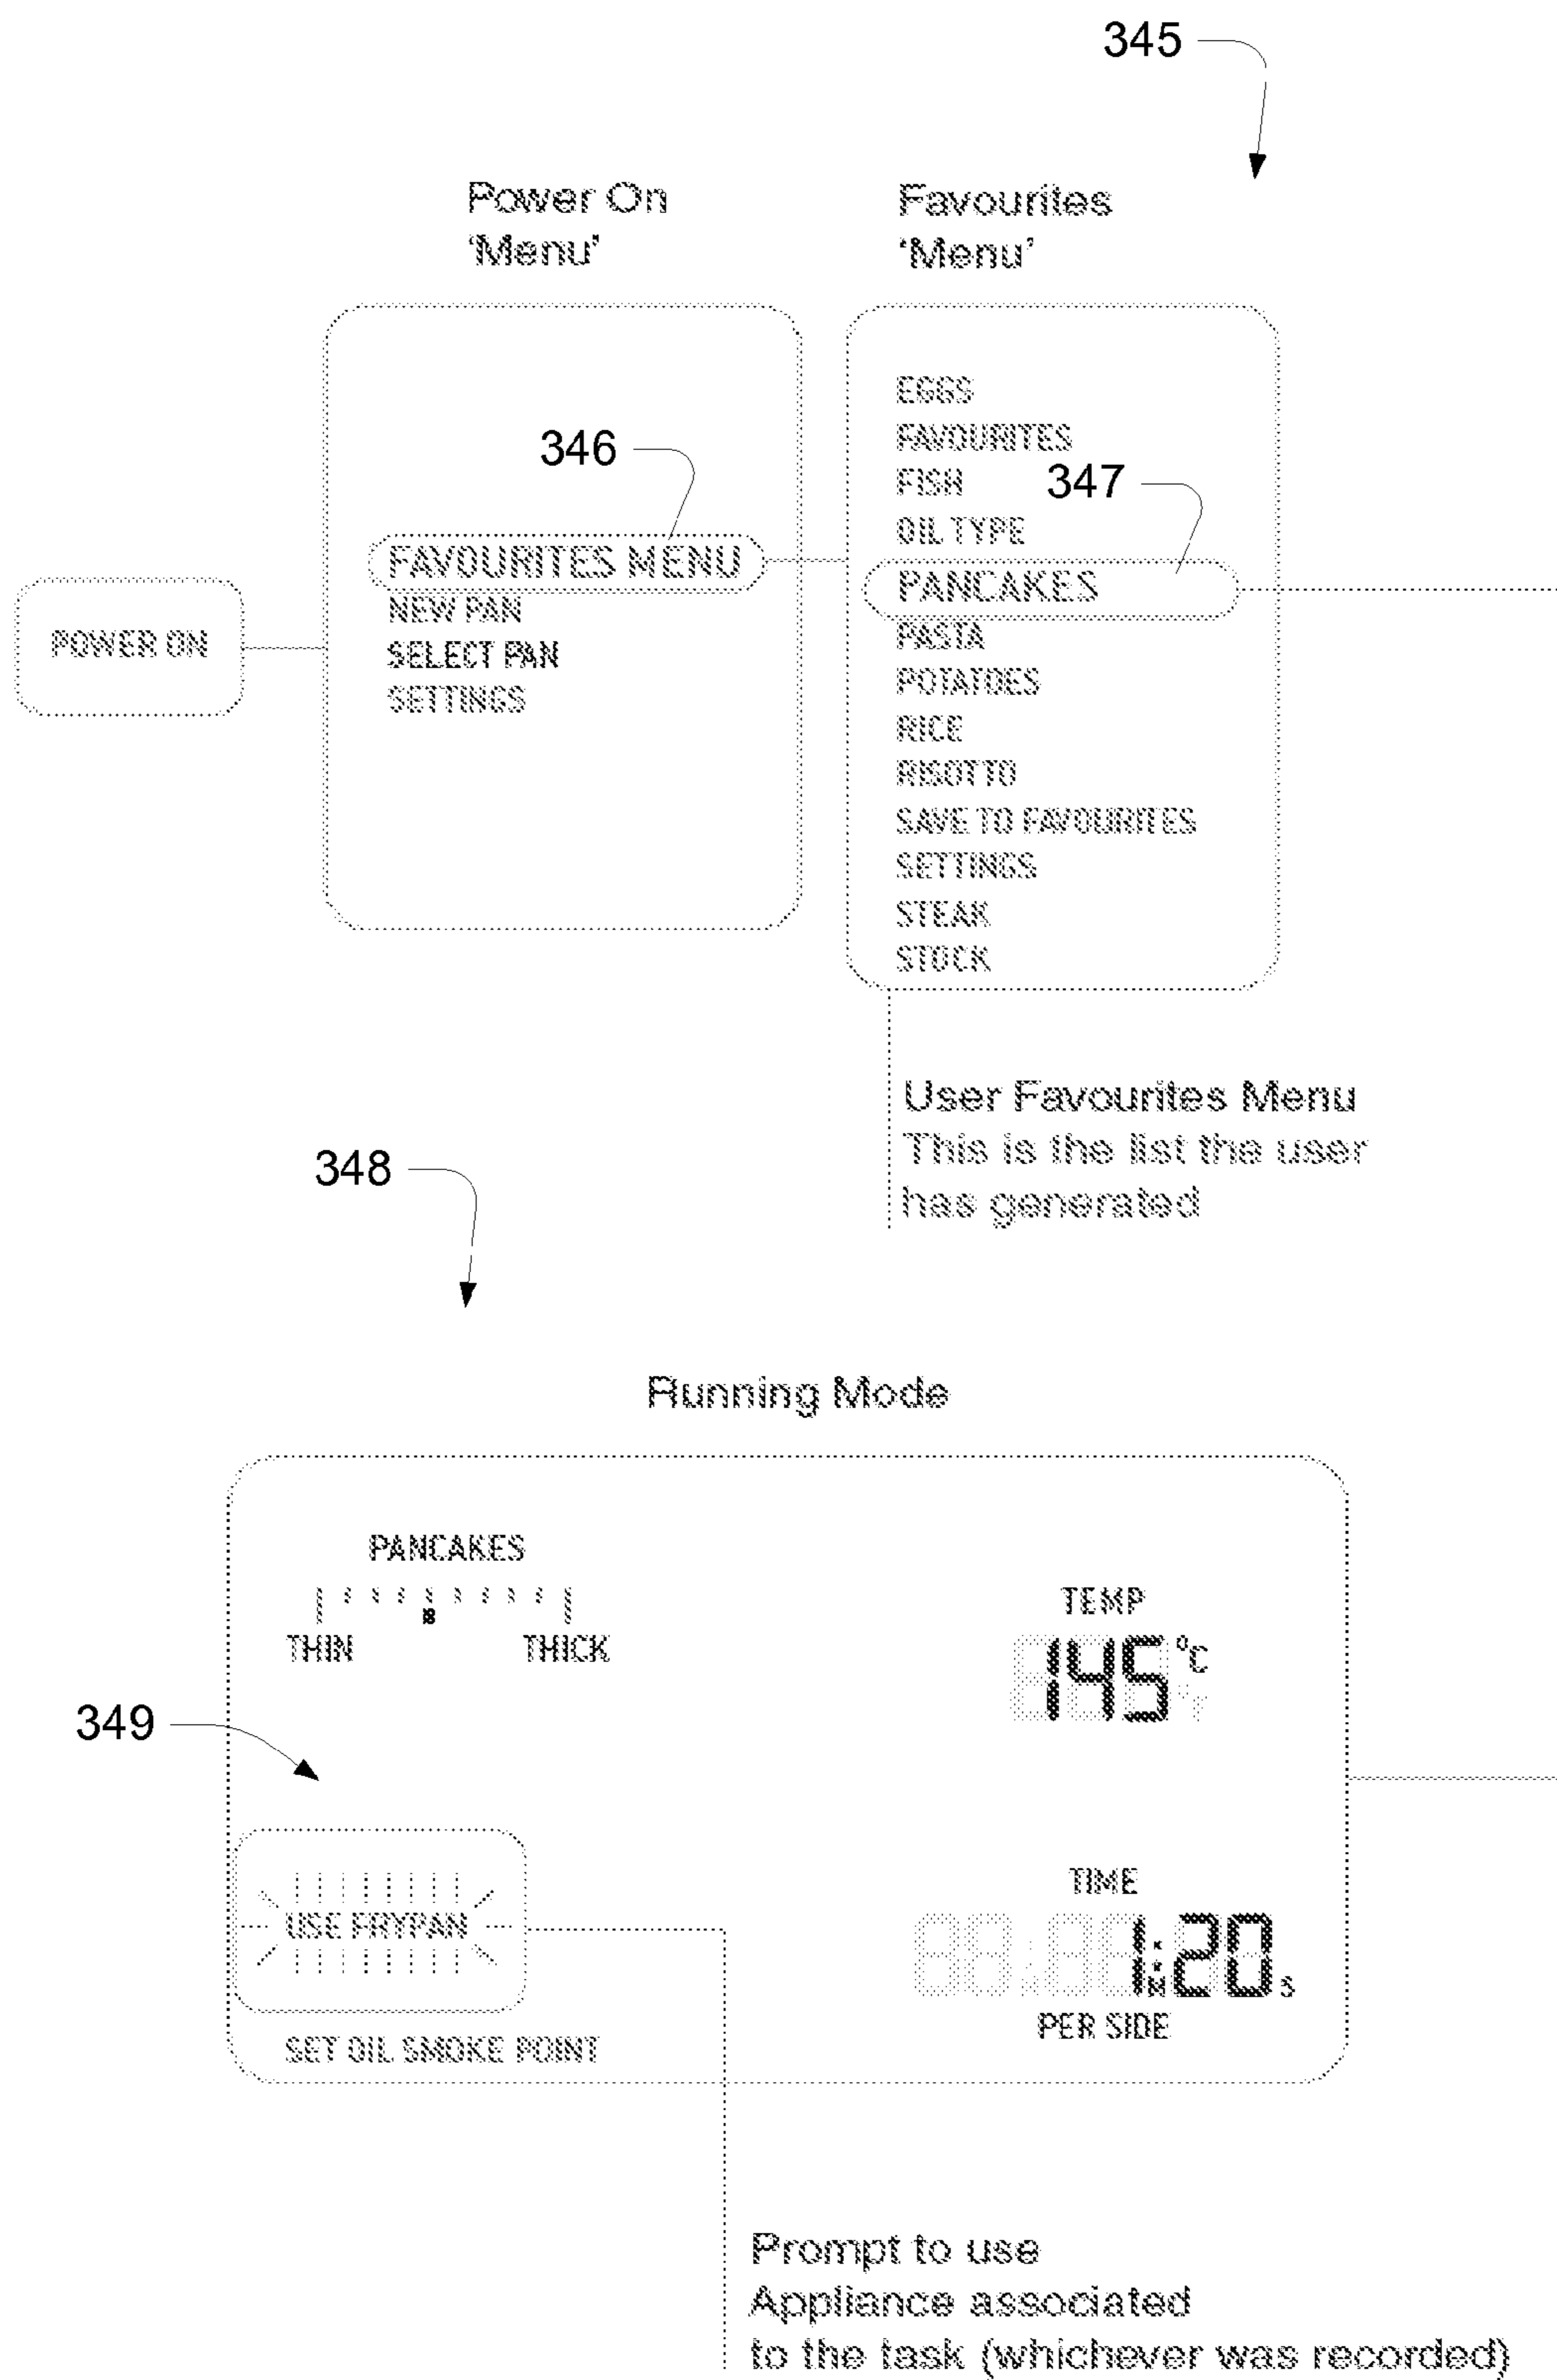 345
Power On
'Menu'
Favourites
'Menu'
346
FAVOURITES MENU
NEW PAN
SELECT PAN
SETTINGS
POWER ON
EGGS
FAVOURITES
FISH
347
OIL TYPE
PANCAKES
PASTA
POTATOES
RICE
RISOTTO
SAVE TO FAVOURITES
SETTINGS
STEAK
STOCK
User Favourites Menu
This is the list the user
has generated
348
Running Mode
PANCAKES
THIN THICK
TEMP
145 °C
°F
349
USE FRYPAN
SET OIL SMOKE POINT
TIME
1:20
M S
PER SIDE
Prompt to use
Appliance associated
to the task (whichever was recorded)